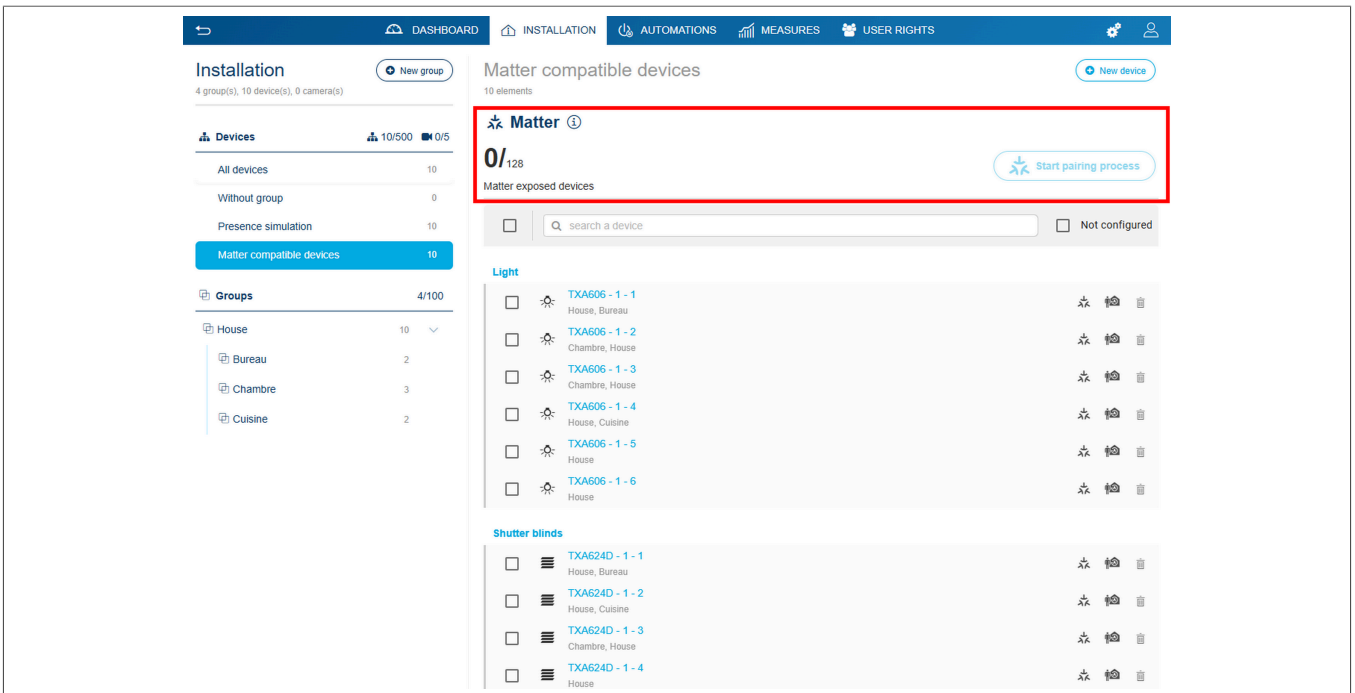 DASHBOARD INSTALLATION AUTOMATIONS MEASURES USER RIGHTS
Installation
New group
4 group(s), 10 device(s), 0 camera(s)
Devices 10/500 0/5
All devices 10
Without group 0
Presence simulation 10
Matter compatible devices 10
Groups 4/100
House 10
Bureau 2
Chambre 3
Cuisine 2
Matter compatible devices
New device
10 elements
Matter
0/128
Start pairing process
Matter exposed devices
search a device
Not configured
Light
TXA606 - 1 - 1
House, Bureau
TXA606 - 1 - 2
Chambre, House
TXA606 - 1 - 3
Chambre, House
TXA606 - 1 - 4
House, Cuisine
TXA606 - 1 - 5
House
TXA606 - 1 - 6
House
Shutter blinds
TXA624D - 1 - 1
House, Bureau
TXA624D - 1 - 2
House, Cuisine
TXA624D - 1 - 3
Chambre, House
TXA624D - 1 - 4
House